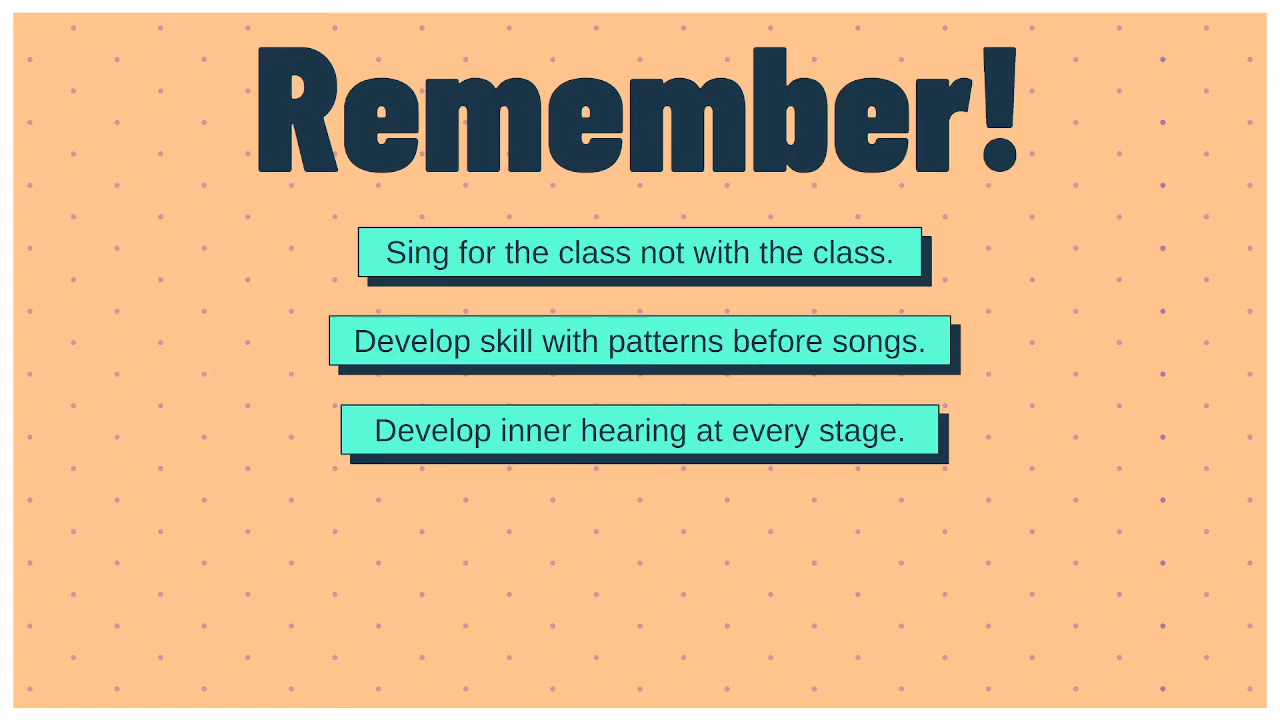 Remember!
Sing for the class not with the class.
Develop skill with patterns before songs.
Develop inner hearing at every stage.